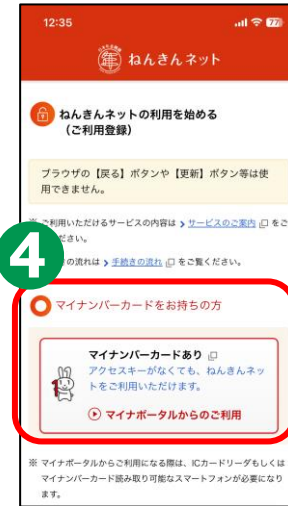 12:35
77
年
ねんきんネット
ねんきんネットの利用を始める
(ご利用登録)
ブラウザの【戻る】ボタンや【更新】ボタン等は使
用できません。
※ ご利用いただけるサービスの内容は サービスのご案内 をご
ださい。
の流れは 手続きの流れ をご覧ください。
4
マイナンバーカードをお持ちの方
マイナンバーカードあり
アクセスキーがなくても、ねんきんネッ
トをご利用いただけます。
マイナポータルからのご利用
※ マイナポータルからご利用になる際は、ICカードリーダもしくは
マイナンバーカード読み取り可能なスマートフォンが必要になり
ます。